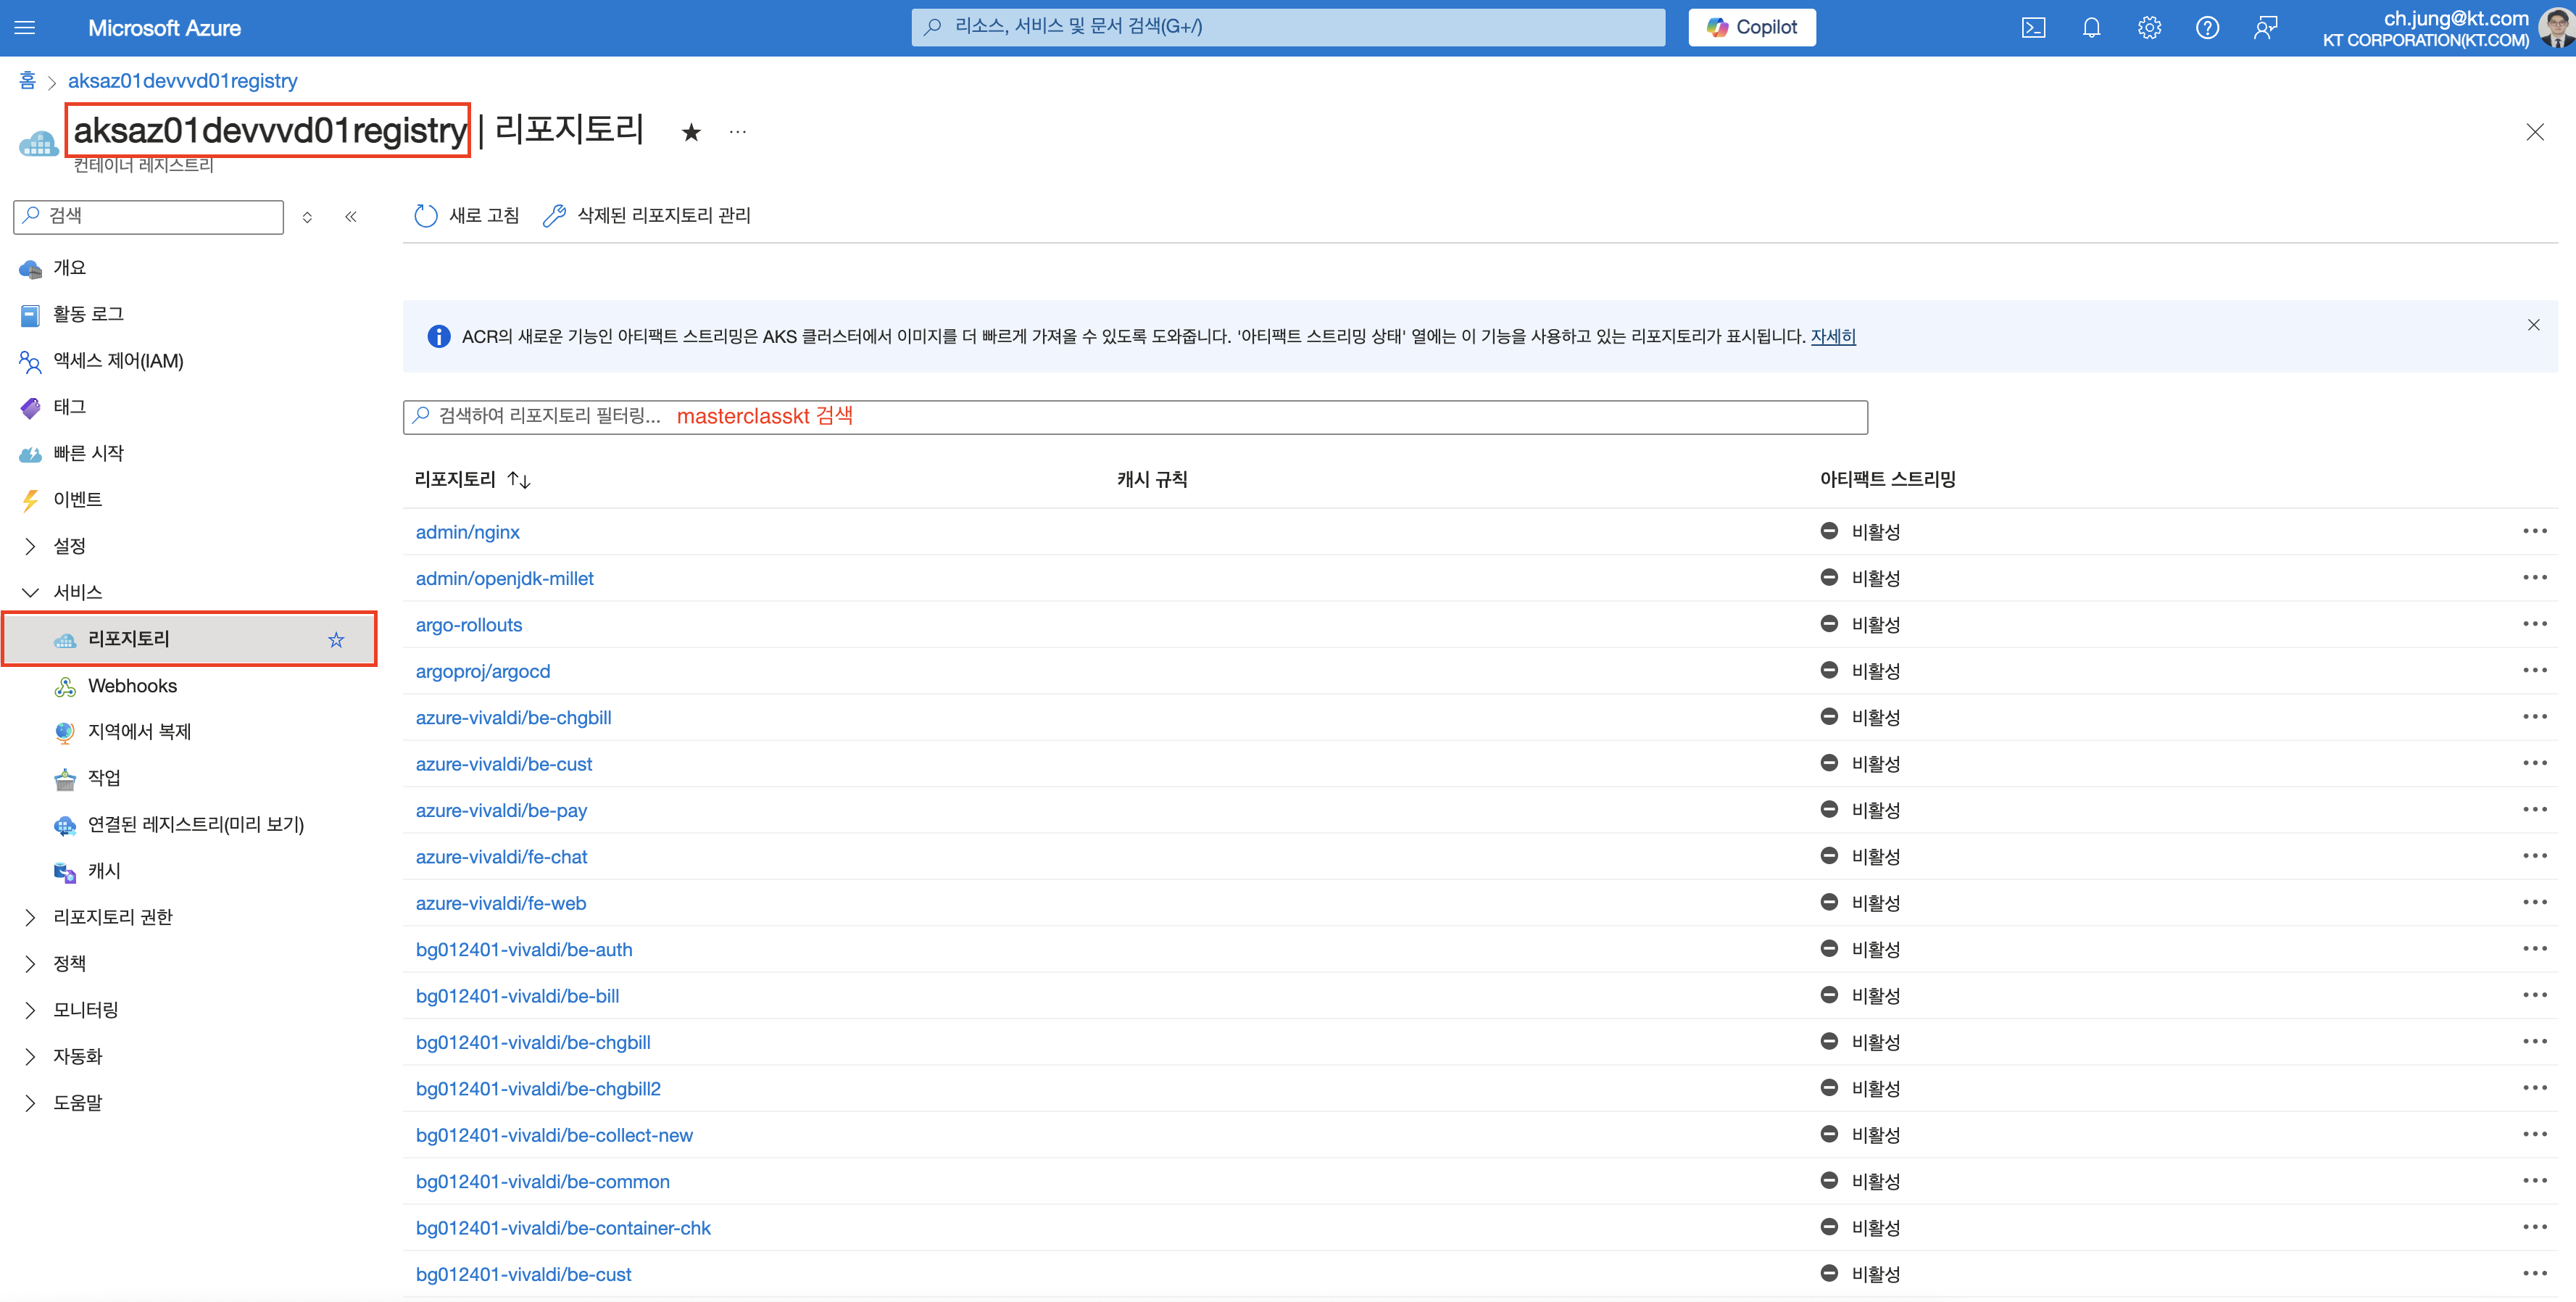 Microsoft Azure
리소스, 서비스 및 문서 검색(G+/)
Copilot
ch.jung@kt.com
KT CORPORATION(KT.COM)
홈 > aksaz01devvvd01registry
aksaz01devvvd01registry | 리포지토리
컨테이너 레지스트리
검색
새로 고침
삭제된 리포지토리 관리
개요
활동 로그
액세스 제어(IAM)
태그
빠른 시작
이벤트
설정
서비스
리포지토리
Webhooks
지역에서 복제
작업
연결된 레지스트리(미리 보기)
캐시
리포지토리 권한
정책
모니터링
자동화
도움말
ACR의 새로운 기능인 아티팩트 스트리밍은 AKS 클러스터에서 이미지를 더 빠르게 가져올 수 있도록 도와줍니다. '아티팩트 스트리밍 상태' 열에는 이 기능을 사용하고 있는 리포지토리가 표시됩니다. 자세히
검색하여 리포지토리 필터링... masterclasskt 검색
리포지토리 ↑↓ 캐시 규칙 아티팩트 스트리밍
admin/nginx 비활성
admin/openjdk-millet 비활성
argo-rollouts 비활성
argoproj/argocd 비활성
azure-vivaldi/be-chgbill 비활성
azure-vivaldi/be-cust 비활성
azure-vivaldi/be-pay 비활성
azure-vivaldi/fe-chat 비활성
azure-vivaldi/fe-web 비활성
bg012401-vivaldi/be-auth 비활성
bg012401-vivaldi/be-bill 비활성
bg012401-vivaldi/be-chgbill 비활성
bg012401-vivaldi/be-chgbill2 비활성
bg012401-vivaldi/be-collect-new 비활성
bg012401-vivaldi/be-common 비활성
bg012401-vivaldi/be-container-chk 비활성
bg012401-vivaldi/be-cust 비활성